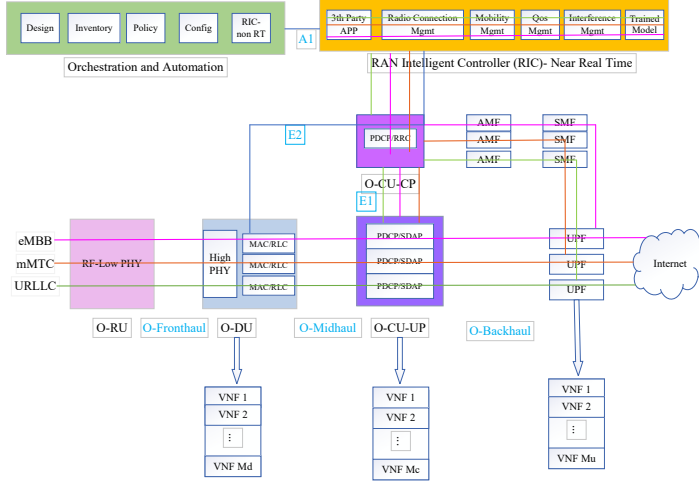 Design
Inventory
Policy
Config
RIC-
non RT
A1
3th Party
APP
Radio Connection
Mgmt
Mobility
Mgmt
Qos
Mgmt
Interference
Mgmt
Trained
Model
Orchestration and Automation
RAN Intelligent Controller (RIC)- Near Real Time
E2
PDCP/RRC
AMF
SMF
AMF
SMF
AMF
SMF
O-CU-CP
E1
eMBB
mMTC
URLLC
RF-Low PHY
High
PHY
MAC/RLC
MAC/RLC
MAC/RLC
PDCP/SDAP
PDCP/SDAP
PDCP/SDAP
UPF
UPF
UPF
Internet
O-RU
O-Fronthaul
O-DU
O-Midhaul
O-CU-UP
O-Backhaul
VNF 1
VNF 2
⋮
VNF Md
VNF 1
VNF 2
⋮
VNF Mc
VNF 1
VNF 2
⋮
VNF Mu